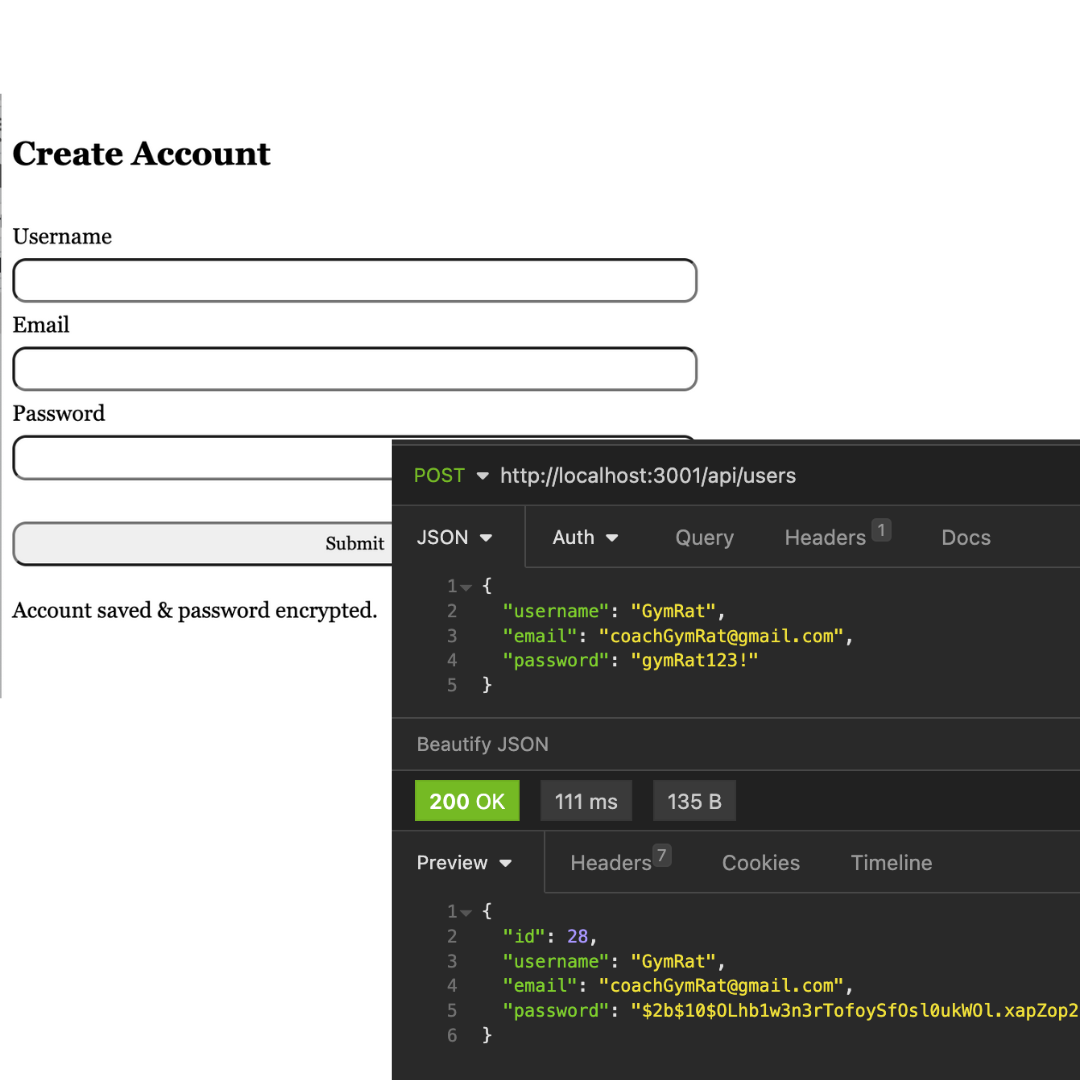 Create Account
Username
Email
Password
Submit
Account saved & password encrypted.
POST http://localhost:3001/api/users
JSON Auth Query Headers 1 Docs
1 {
2 "username": "GymRat",
3 "email": "coachGymRat@gmail.com",
4 "password": "gymRat123!"
5 }
Beautify JSON
200 OK 111 ms 135 B
Preview Headers 7 Cookies Timeline
1 {
2 "id": 28,
3 "username": "GymRat",
4 "email": "coachGymRat@gmail.com",
5 "password": "$2b$10$OLhb1w3n3rTofoySfOsl0ukWOl.xapZop2
6 }